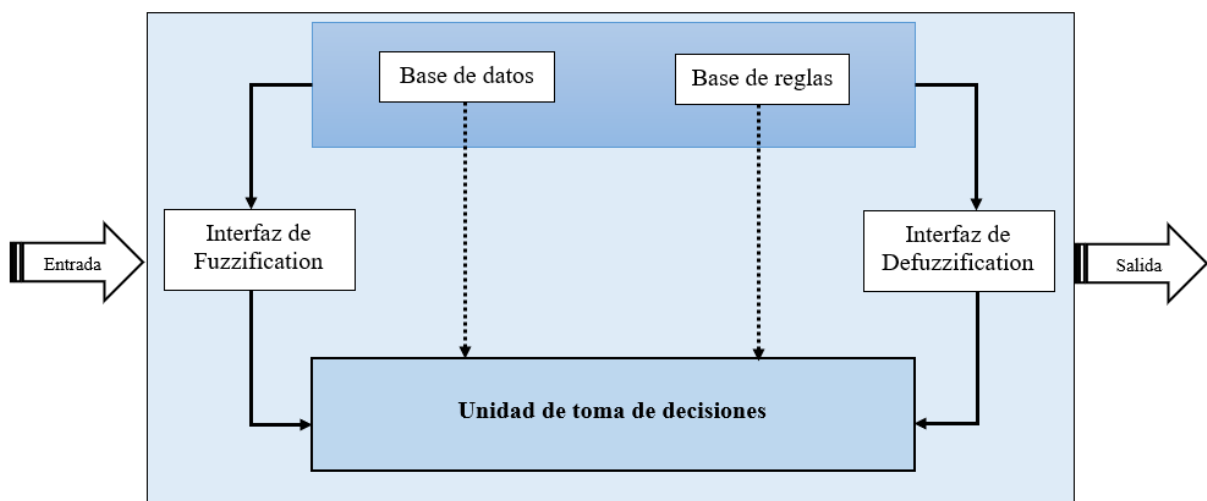 Base de datos
Base de reglas
Interfaz de
Fuzzification
Interfaz de
Defuzzification
Entrada
Salida
Unidad de toma de decisiones